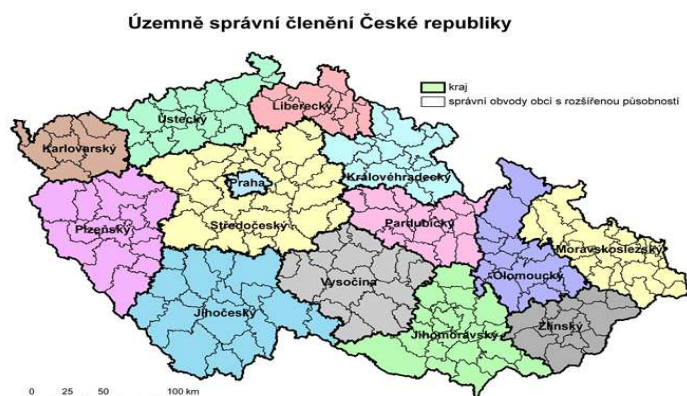 Územně správní členění České republiky
kraj
správní obvody obcí s rozšířenou působností
Liberecký
Ústecký
Karlovarský
Královéhradecký
Praha
Středočeský
Pardubický
Plzeňský
Moravskoslezský
Olomoucký
Vysočina
Jihočeský
Zlínský
Jihomoravský
0 25 50 100 km